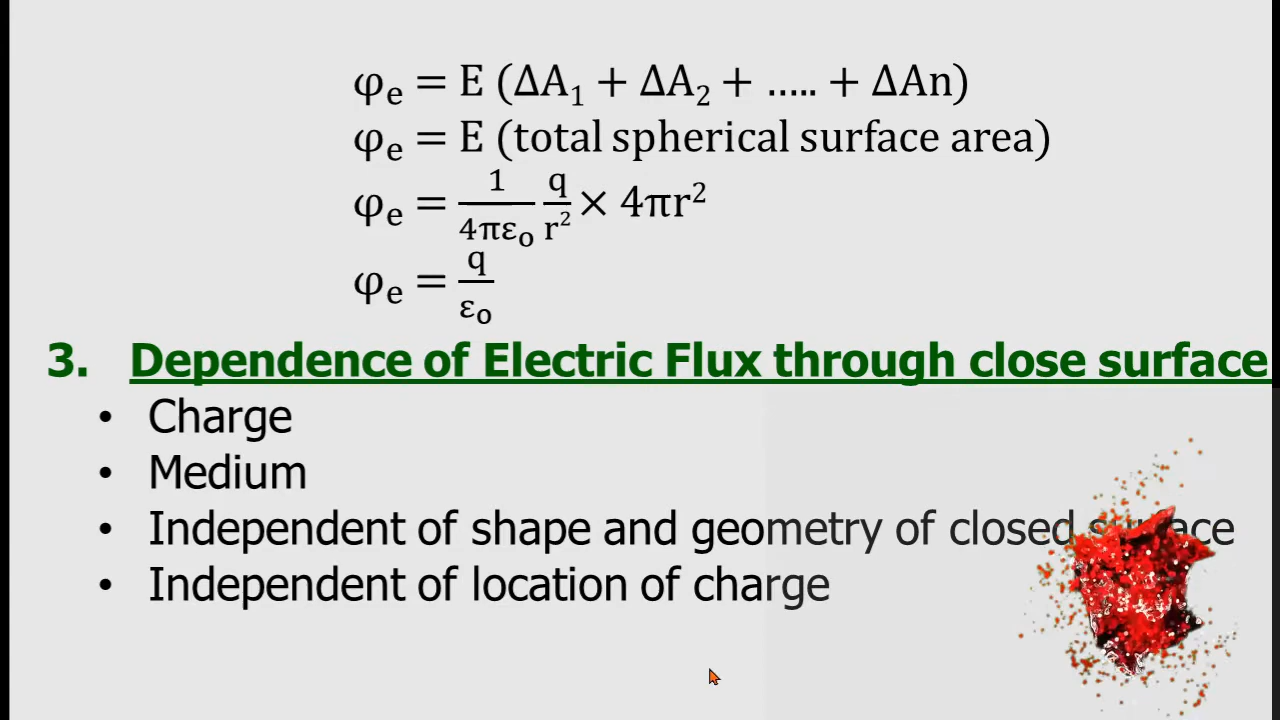 φₑ = E (ΔA₁ + ΔA₂ + ..... + ΔAn)
φₑ = E (total spherical surface area)
φₑ = 1/4πεₒ q/r² × 4πr²
φₑ = q/εₒ
3. Dependence of Electric Flux through close surface
• Charge
• Medium
• Independent of shape and geometry of closed surface
• Independent of location of charge